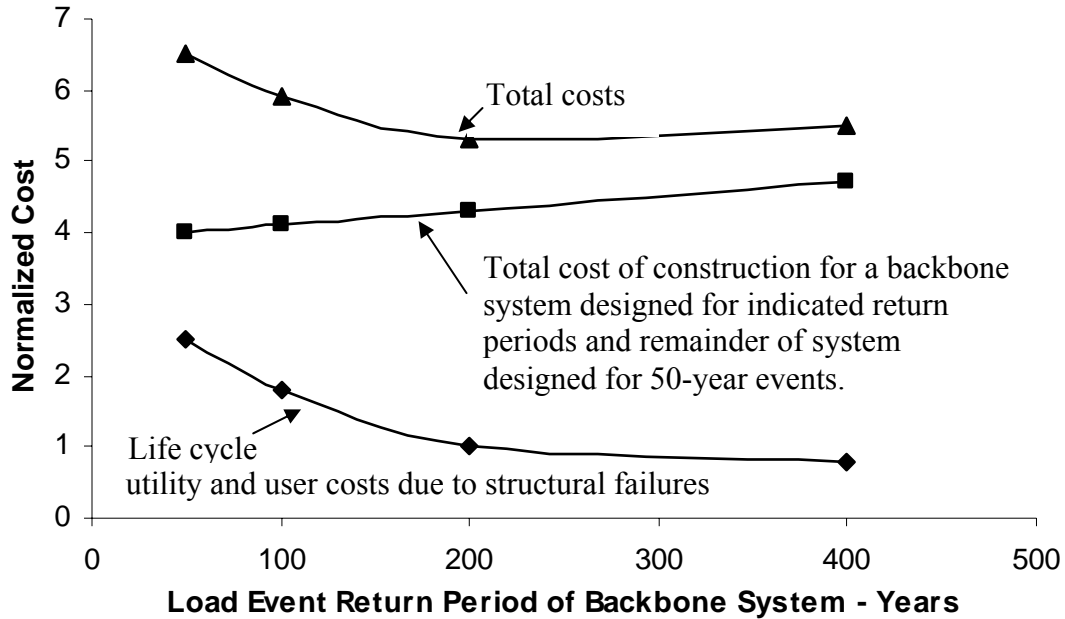 7
6
5
4
3
2
1
0
Normalized Cost
Total costs
Total cost of construction for a backbone
system designed for indicated return
periods and remainder of system
designed for 50-year events.
Life cycle
utility and user costs due to structural failures
0 100 200 300 400 500
Load Event Return Period of Backbone System - Years